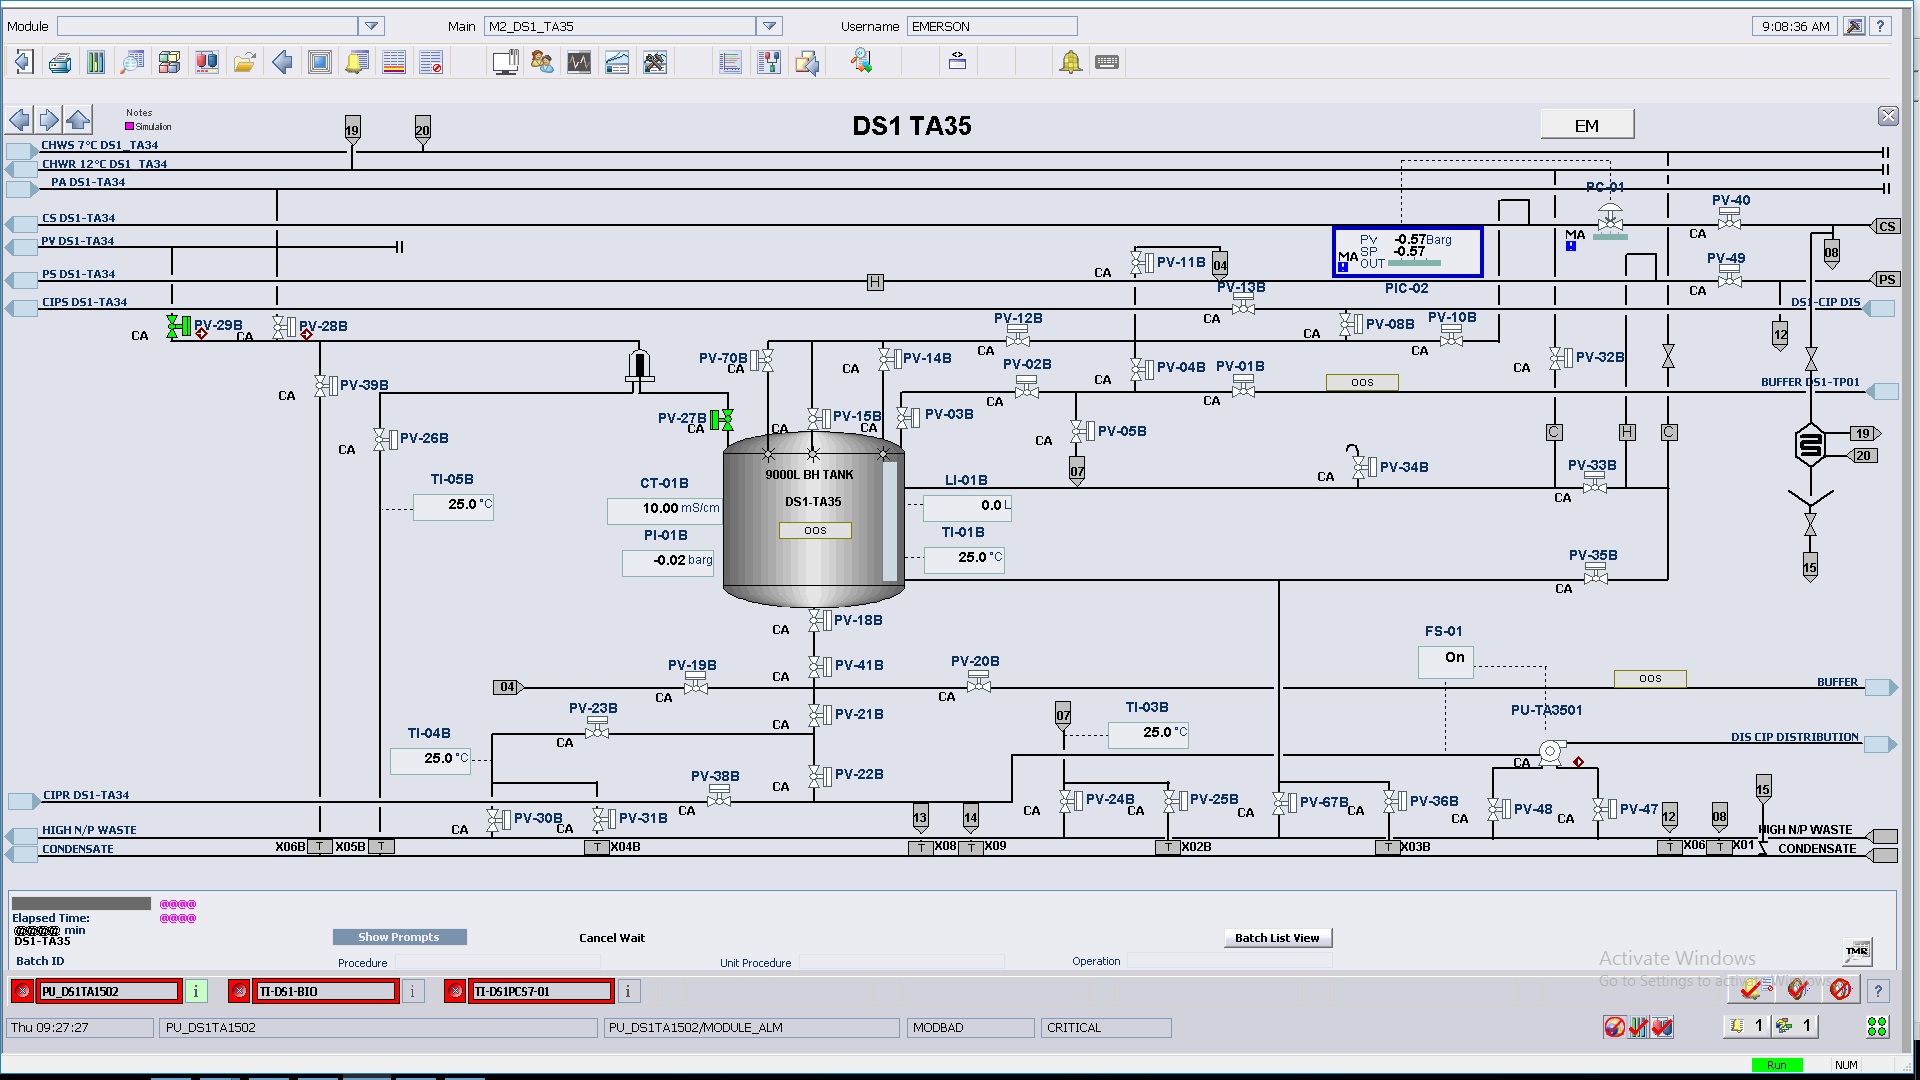 Module
Main M2_DS1_TA35
Username EMERSON
9:08:36 AM
?
Notes
Simulation
DS1 TA35
EM
19
20
CHWS 7°C DS1_TA34
CHWR 12°C DS1_TA34
PA DS1-TA34
CS DS1-TA34
PV DS1-TA34
PS DS1-TA34
CIPS DS1-TA34
PC-01
MA
PV-40
CA
CS
08
PV -0.57 Barg
SP -0.57
MA OUT
PIC-02
PV-11B
CA
04
H
PV-49
CA
PS
PV-13B
CA
DS1-CIP DIS
12
PV-29B
CA
PV-28B
CA
PV-12B
CA
PV-08B
CA
PV-10B
CA
PV-39B
CA
PV-70B
CA
PV-14B
CA
PV-02B
CA
PV-04B
CA
PV-01B
CA
OOS
PV-32B
CA
BUFFER DS1-TP01
PV-27B
CA
PV-15B
CA
CA
PV-03B
PV-26B
CA
PV-05B
CA
07
C
H
C
19
20
PV-34B
CA
PV-33B
CA
15
9000L BH TANK
DS1-TA35
OOS
TI-05B
25.0 °C
CT-01B
10.00 mS/cm
PI-01B
-0.02 barg
LI-01B
0.0 L
TI-01B
25.0 °C
PV-35B
CA
PV-18B
CA
FS-01
On
PV-41B
CA
PV-19B
CA
PV-20B
CA
04
OOS
BUFFER
PV-23B
CA
PV-21B
CA
07
TI-03B
25.0 °C
PU-TA3501
CA
DIS CIP DISTRIBUTION
TI-04B
25.0 °C
PV-38B
CA
PV-22B
CA
CIPR DS1-TA34
PV-30B
CA
PV-31B
CA
13
14
PV-24B
CA
PV-25B
CA
PV-67B
CA
PV-36B
CA
PV-48
CA
PV-47
CA
12
08
15
HIGH N/P WASTE
HIGH N/P WASTE
CONDENSATE
X06B T
X05B T
T X04B
T X08
T X09
T X02B
T X03B
T X06
T X01
CONDENSATE
@@@@
Elapsed Time:
@@@@
@@@@ min
DS1-TA35
Show Prompts
Cancel Wait
Batch List View
TMR
Batch ID
Procedure
Unit Procedure
Operation
Activate Windows
Go to Settings to activate Windows.
PU_DS1TA1502
i
TI-DS1-BIO
i
TI-DS1PCS7-01
i
?
Thu 09:27:27
PU_DS1TA1502
PU_DS1TA1502/MODULE_ALM
MODBAD
CRITICAL
1
1
Run
NUM